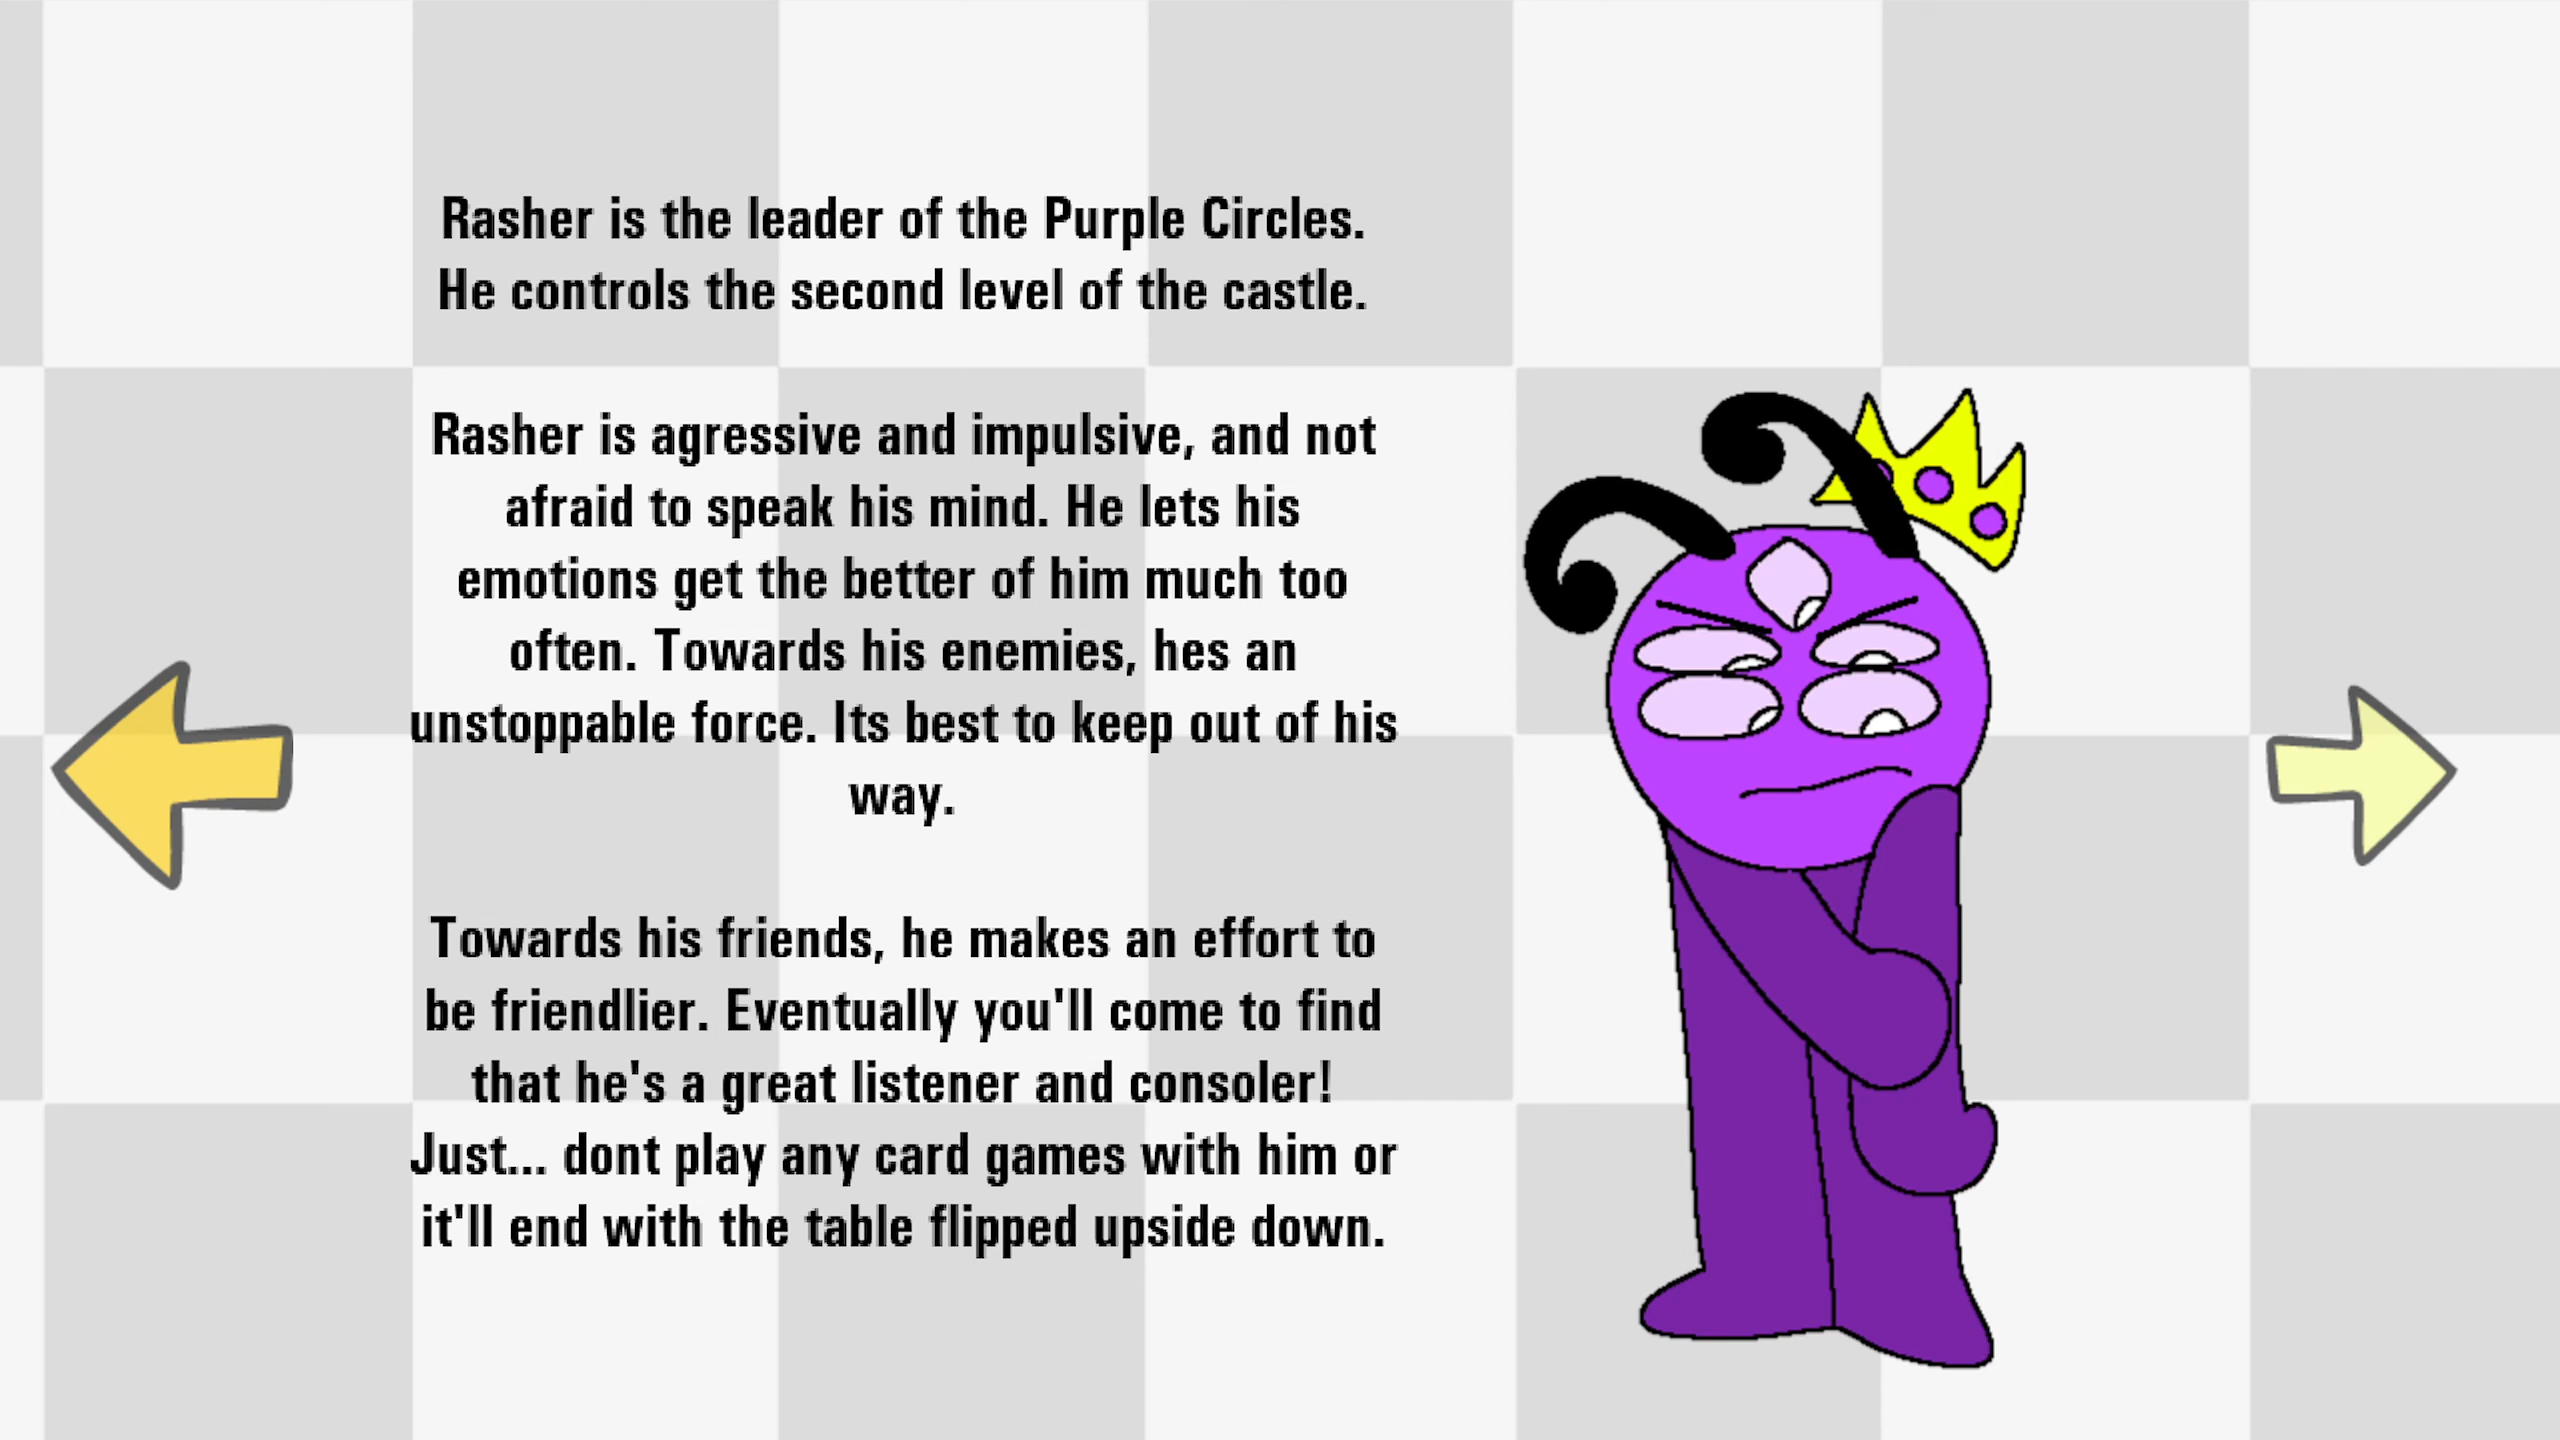 Rasher is the leader of the Purple Circles.
He controls the second level of the castle.
Rasher is agressive and impulsive, and not
afraid to speak his mind. He lets his
emotions get the better of him much too
often. Towards his enemies, hes an
unstoppable force. Its best to keep out of his
way.
Towards his friends, he makes an effort to
be friendlier. Eventually you'll come to find
that he's a great listener and consoler!
Just... dont play any card games with him or
it'll end with the table flipped upside down.